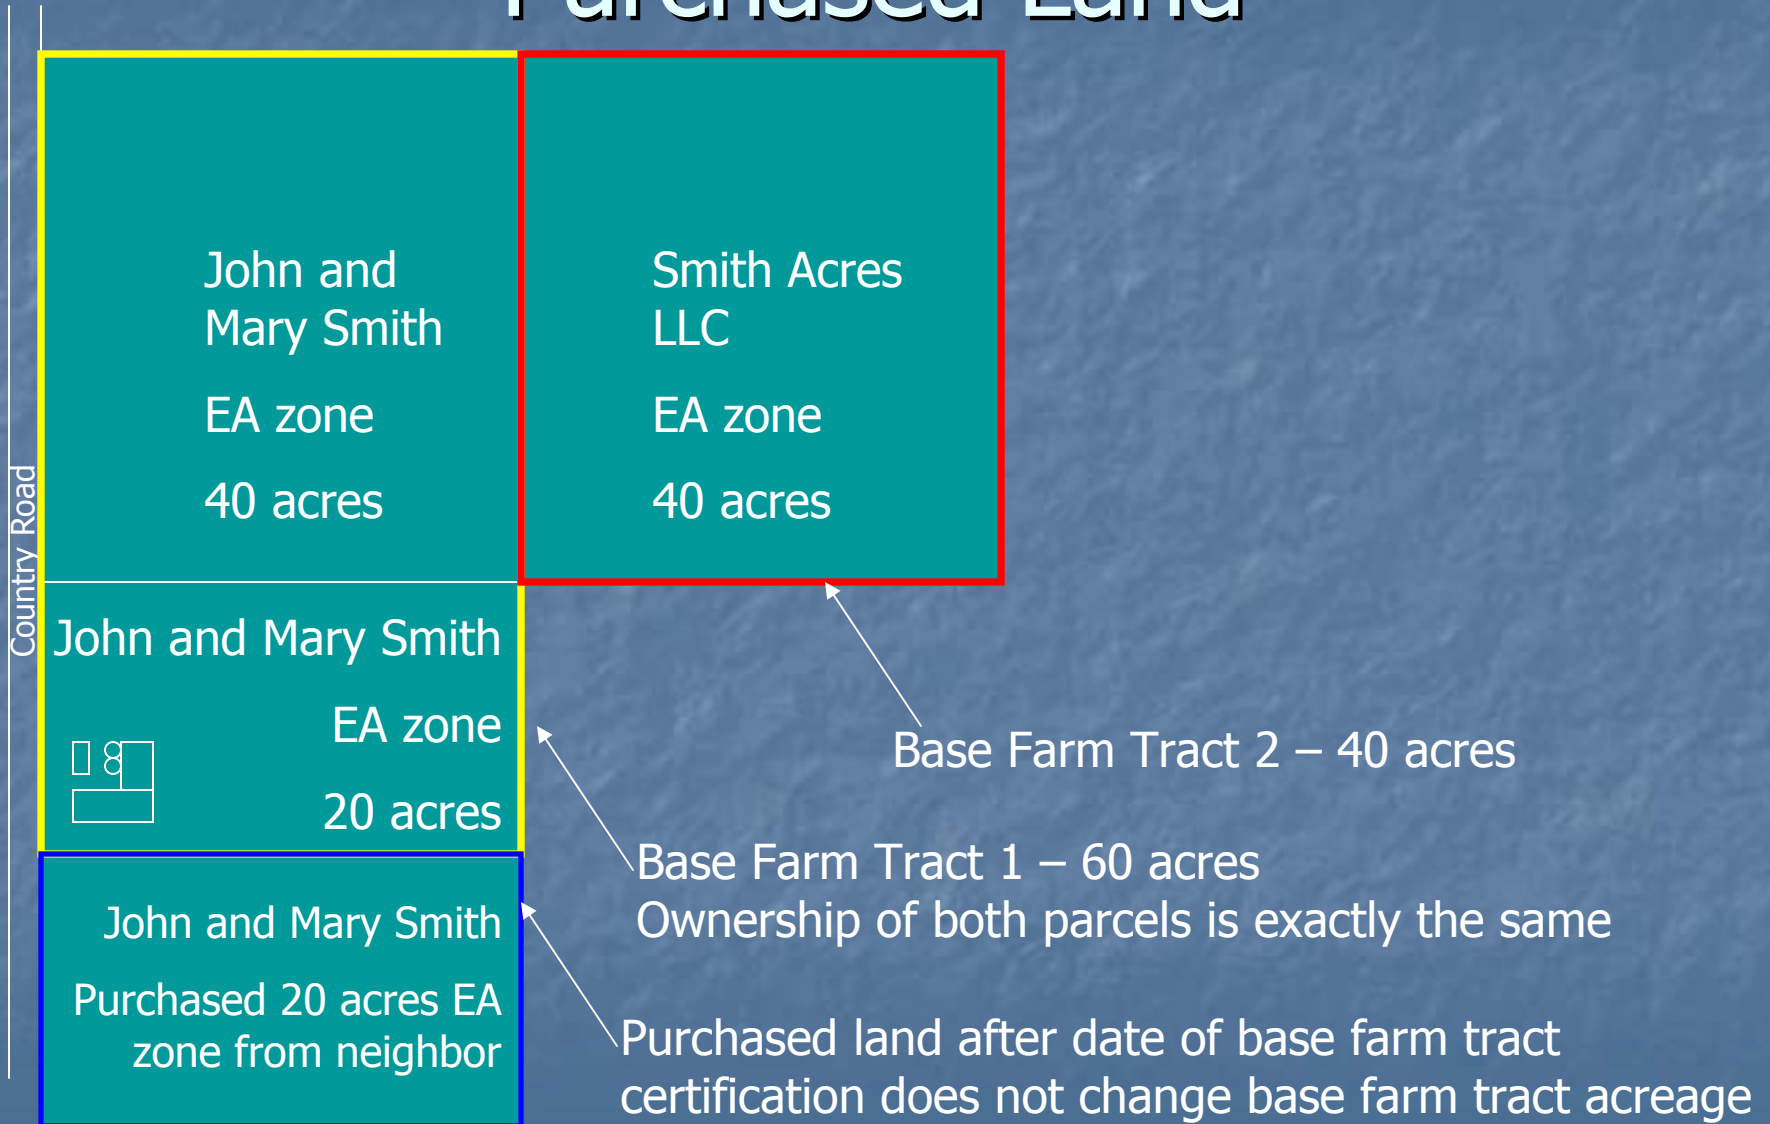 Purchased Land
John and
Mary Smith
EA zone
40 acres
Smith Acres
LLC
EA zone
40 acres
Country Road
John and Mary Smith
EA zone
20 acres
Base Farm Tract 2 – 40 acres
Base Farm Tract 1 – 60 acres
Ownership of both parcels is exactly the same
John and Mary Smith
Purchased 20 acres EA
zone from neighbor
Purchased land after date of base farm tract
certification does not change base farm tract acreage